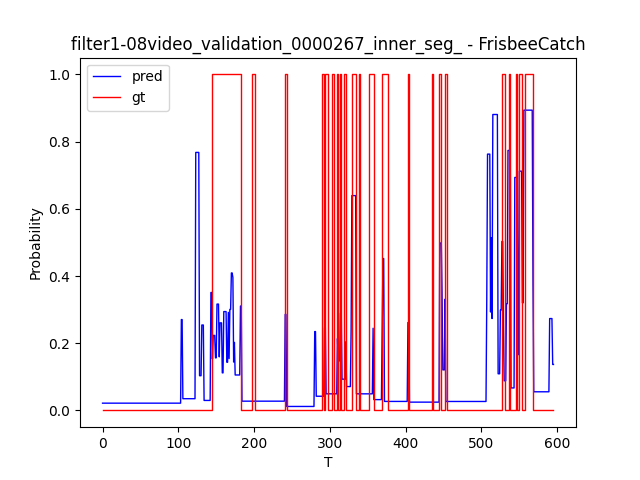 filter1-08video_validation_0000267_inner_seg_ - FrisbeeCatch
pred
gt
1.0
0.8
0.6
0.4
0.2
0.0
Probability
0 100 200 300 400 500 600
T